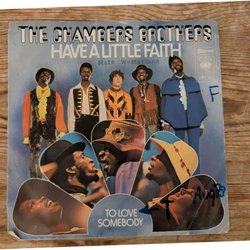 THE CHAMBERS BROTHERS
HAVE A LITTLE FAITH
F
TO LOVE
SOMEBODY